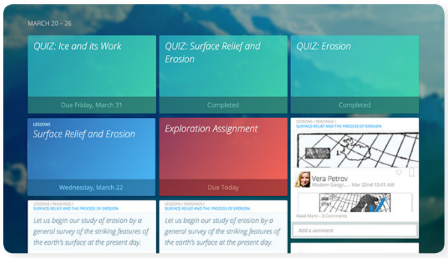 MARCH 20 – 26
QUIZ: Ice and its Work
Due Friday, March 31
QUIZ: Surface Relief and
Erosion
Completed
QUIZ: Erosion
Completed
LESSONS
Surface Relief and Erosion
Wednesday, March 22
Exploration Assignment
Due Today
LESSONS / READINGS /
SURFACE RELIEF AND THE PROCESS OF EROSION
Vera Petrov
Modern Desig... - Mar 22nd 10:41 AM
Read More - 0 Comments
Add a comment
LESSONS / READINGS /
SURFACE RELIEF AND THE PROCESS OF EROSION
Let us begin our study of erosion by a
general survey of the striking features of
the earth's surface at the present day.
LESSONS / READINGS /
SURFACE RELIEF AND THE PROCESS OF EROSION
Let us begin our study of erosion by a
general survey of the striking features of
the earth's surface at the present day.